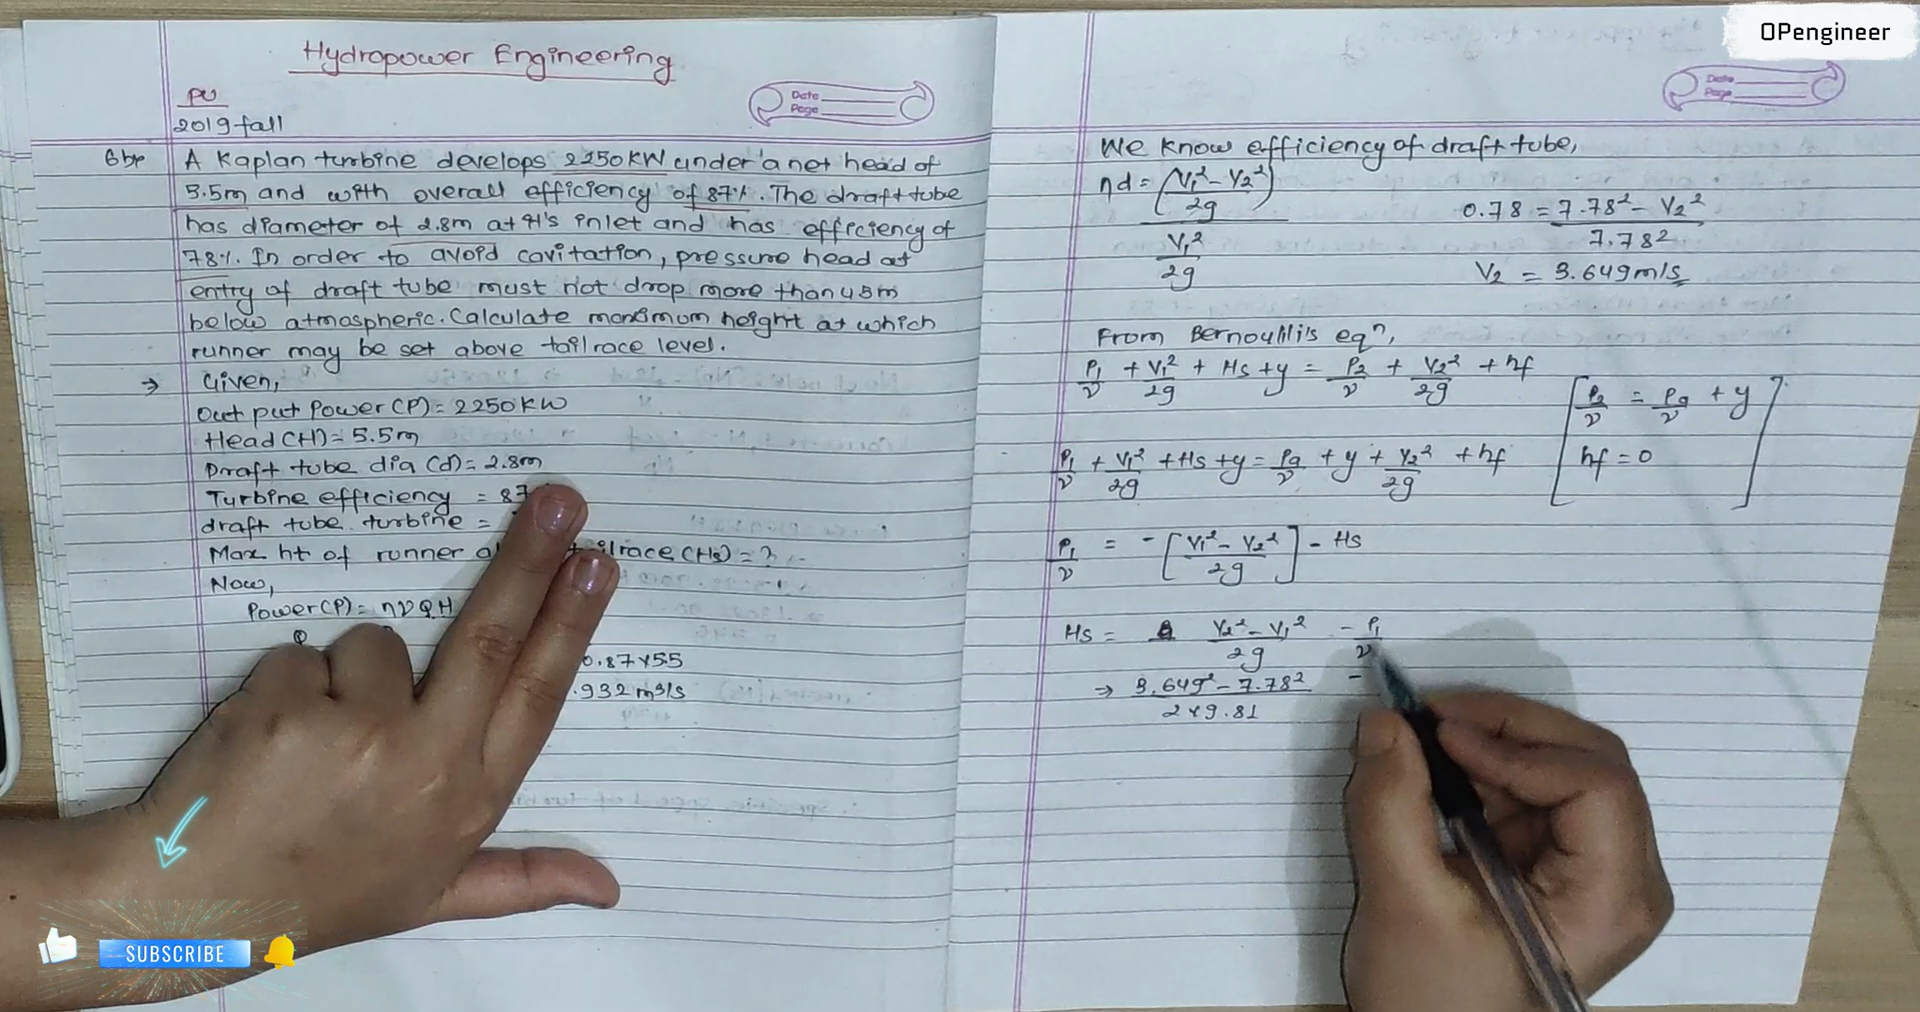 OPengineer
Hydropower Engineering
PU
2019 fall
Date
Page
6b) A Kaplan turbine develops 2250KW under a net head of
5.5m and with overall efficiency of 87%. The draft tube
has diameter of 2.8m at it's inlet and has efficiency of
78%. In order to avoid cavitation, pressure head at
entry of draft tube must not drop more than 4.5m
below atmospheric. Calculate maximum height at which
runner may be set above tailrace level.
→ Given,
Out put Power (P) = 2250KW
Head (H) = 5.5m
Draft tube dia (d) = 2.8m
Turbine efficiency = 87
draft tube turbine =
Max ht of runner a ilrace (Hs) = ?
Now,
Power (P) = ηγQH
Q
0.87×5.5
.932 m³/s
Date
Page
We know efficiency of draft tube,
ηd = (V₁² - V₂² / 2g) / (V₁² / 2g)
0.78 = 7.78² - V₂² / 7.78²
V₂ = 3.649 m/s
From Bernoulli's eqⁿ,
P₁/γ + V₁²/2g + Hs + y = P₂/γ + V₂²/2g + hf
[P₂/γ = Pa/γ + y
hf = 0]
P₁/γ + V₁²/2g + Hs + y = Pa/γ + y + V₂²/2g + hf
P₁/γ = - [V₁² - V₂² / 2g] - Hs
Hs = V₂² - V₁² / 2g - P₁/γ
→ 3.649² - 7.78² / 2×9.81 -
SUBSCRIBE